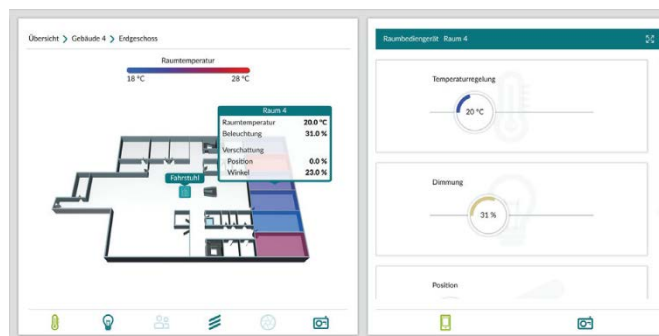 Übersicht > Gebäude 4 > Erdgeschoss
Raumtemperatur
18 °C 28 °C
Raum 4
Raumtemperatur 20.0 °C
Beleuchtung 31.0 %
Verschattung
Position 0.0 %
Winkel 23.0 %
Fahrstuhl
Raumbediengerät Raum 4
Temperaturregelung
20 °C
Dimmung
31 %
Position